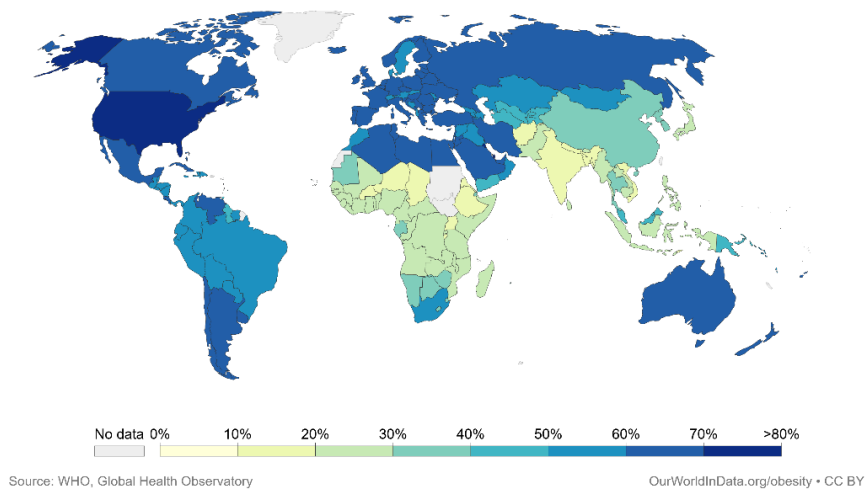 No data 0% 10% 20% 30% 40% 50% 60% 70% >80%
Source: WHO, Global Health Observatory OurWorldInData.org/obesity • CC BY